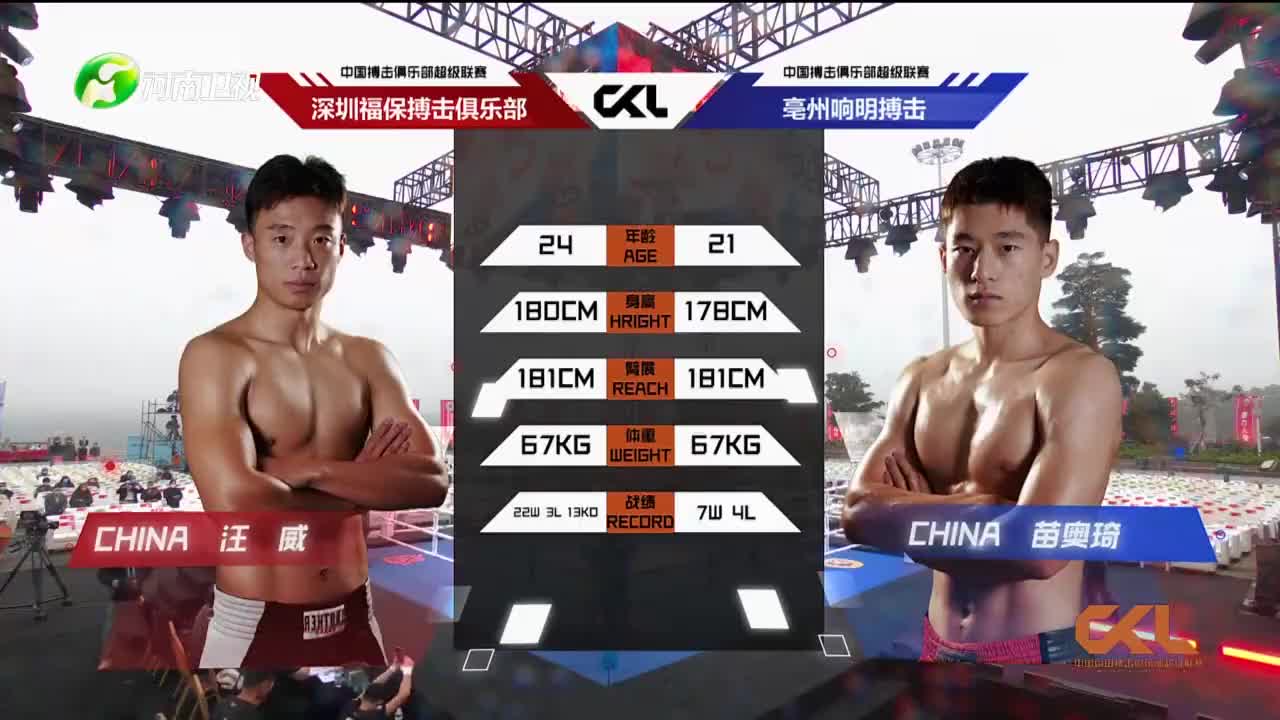 河南卫视
中国搏击俱乐部超级联赛
深圳福保搏击俱乐部
CKL
中国搏击俱乐部超级联赛
亳州响明搏击
24
年龄
AGE
21
180CM
身高
HRIGHT
178CM
181CM
臂展
REACH
181CM
67KG
体重
WEIGHT
67KG
22W 3L 13KO
战绩
RECORD
7W 4L
CHINA 汪 威
CHINA 苗奥琦
CKL